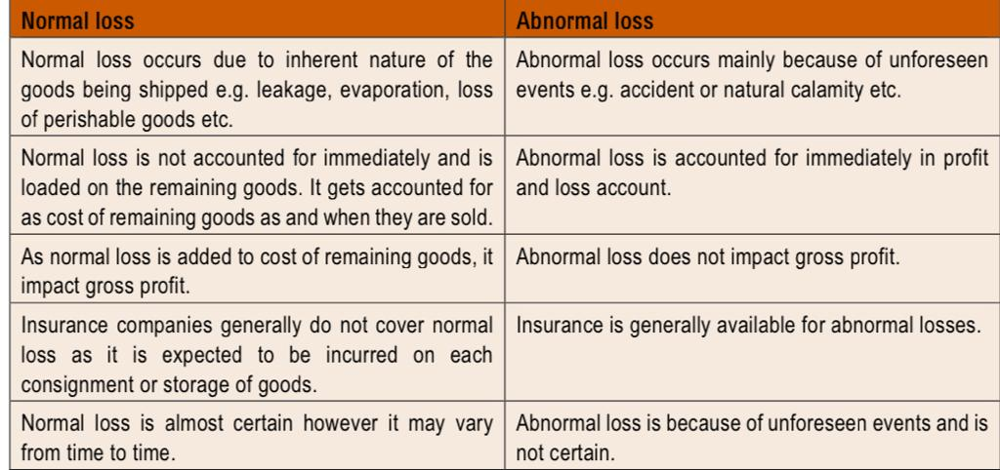 Normal loss
Abnormal loss
Normal loss occurs due to inherent nature of the
goods being shipped e.g. leakage, evaporation, loss
of perishable goods etc.
Abnormal loss occurs mainly because of unforeseen
events e.g. accident or natural calamity etc.
Normal loss is not accounted for immediately and is
loaded on the remaining goods. It gets accounted for
as cost of remaining goods as and when they are sold.
Abnormal loss is accounted for immediately in profit
and loss account.
As normal loss is added to cost of remaining goods, it
impact gross profit.
Abnormal loss does not impact gross profit.
Insurance companies generally do not cover normal
loss as it is expected to be incurred on each
consignment or storage of goods.
Insurance is generally available for abnormal losses.
Normal loss is almost certain however it may vary
from time to time.
Abnormal loss is because of unforeseen events and is
not certain.